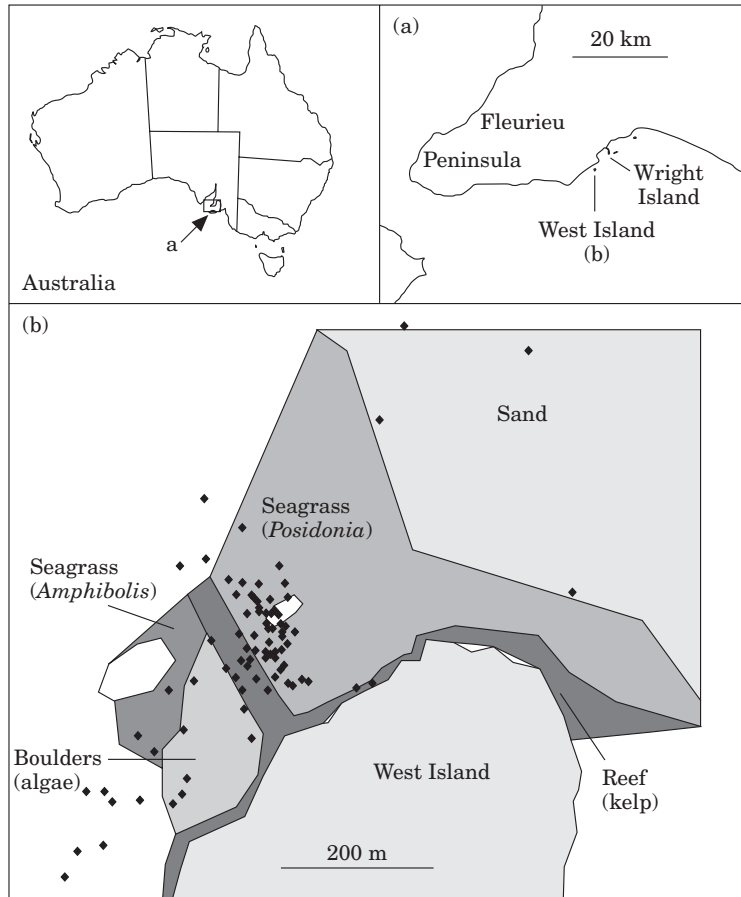 a
Australia
(a)
20 km
Fleurieu
Peninsula
Wright
Island
West Island
(b)
(b)
Sand
Seagrass
(Posidonia)
Seagrass
(Amphibolis)
Boulders
(algae)
West Island
Reef
(kelp)
200 m